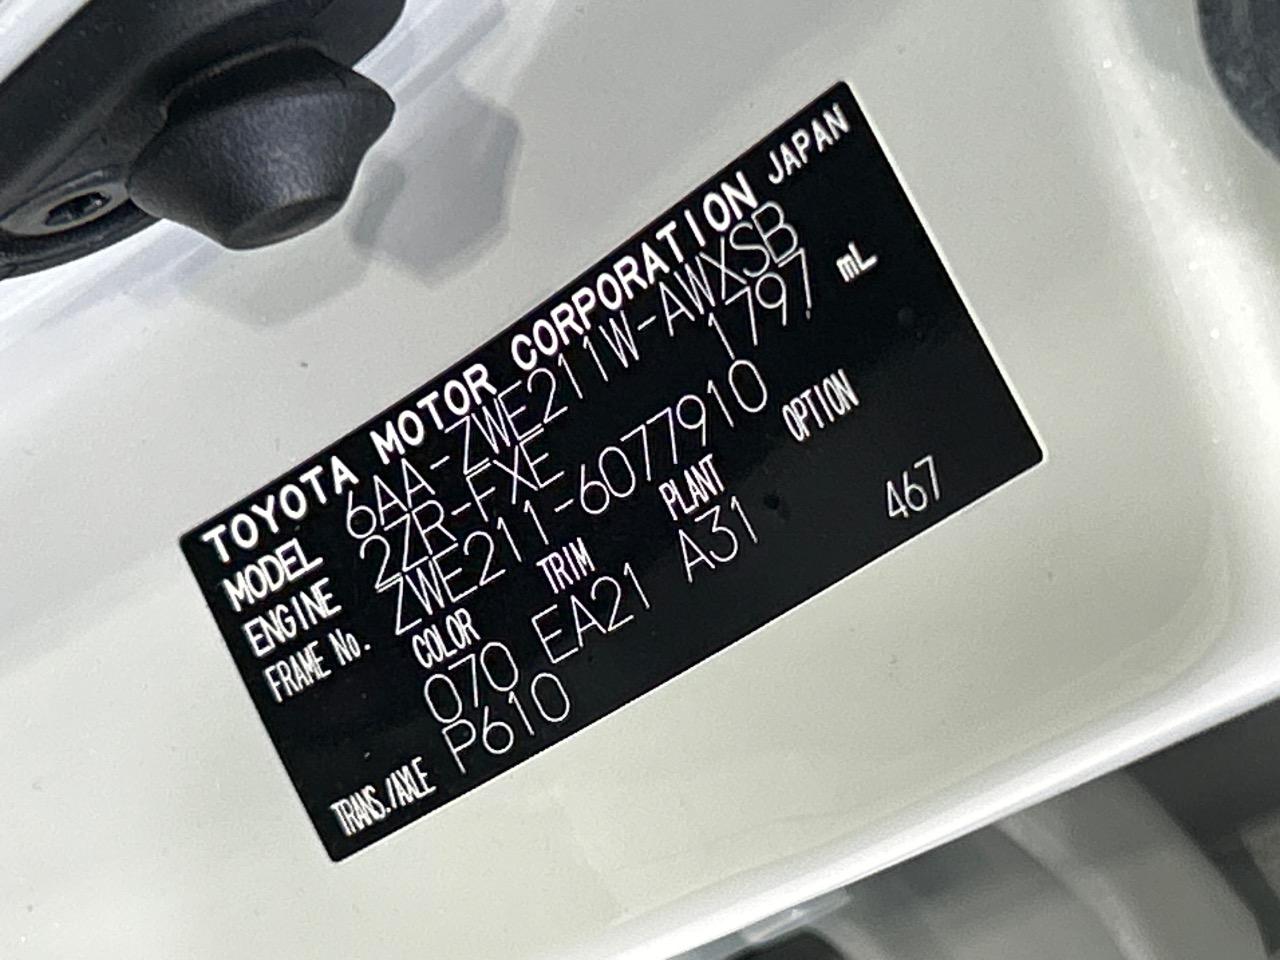 TOYOTA MOTOR CORPORATION JAPAN
MODEL 6AA-ZWE211W-AWXSB
ENGINE 2ZR-FXE 1797 mL
FRAME No. ZWE211-6077910
COLOR TRIM PLANT OPTION
070 EA21 A31 467
TRANS./AXLE P610